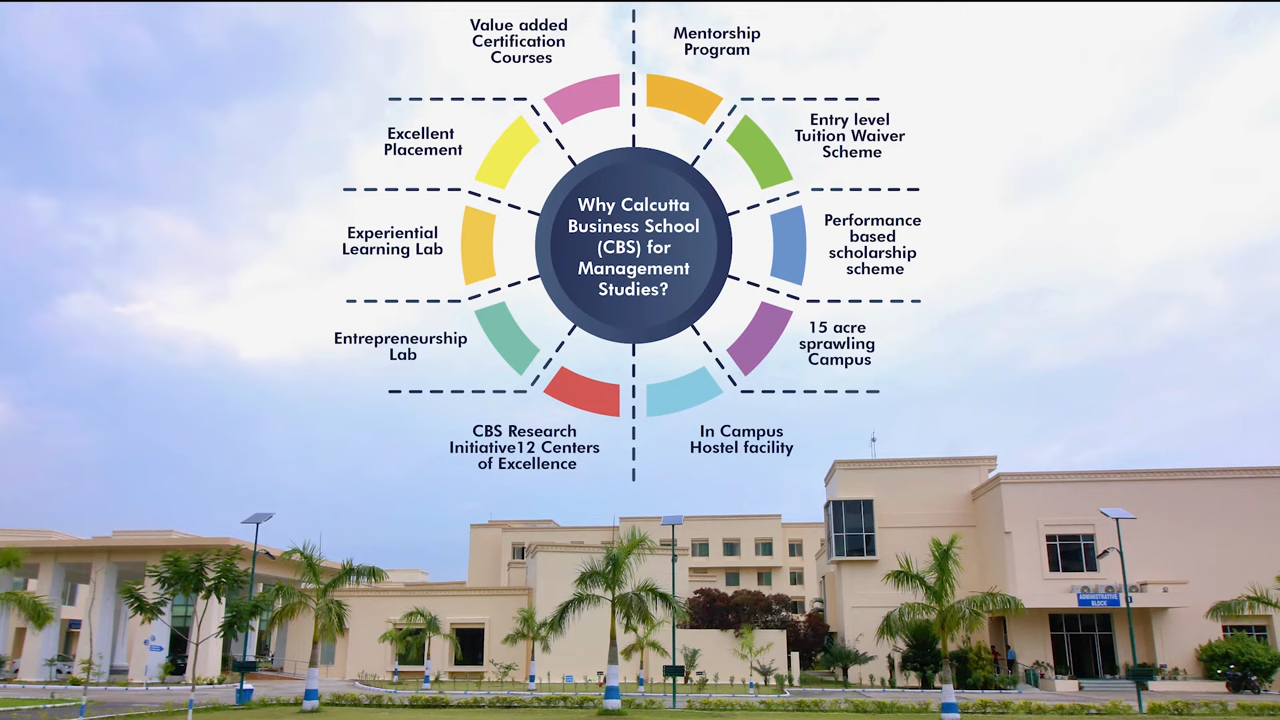 Value added
Certification
Courses
Mentorship
Program
Excellent
Placement
Entry level
Tuition Waiver
Scheme
Why Calcutta
Business School
(CBS) for
Management
Studies?
Experiential
Learning Lab
Performance
based
scholarship
scheme
Entrepreneurship
Lab
15 acre
sprawling
Campus
CBS Research
Initiative12 Centers
of Excellence
In Campus
Hostel facility
ADMINISTRATIVE
BLOCK